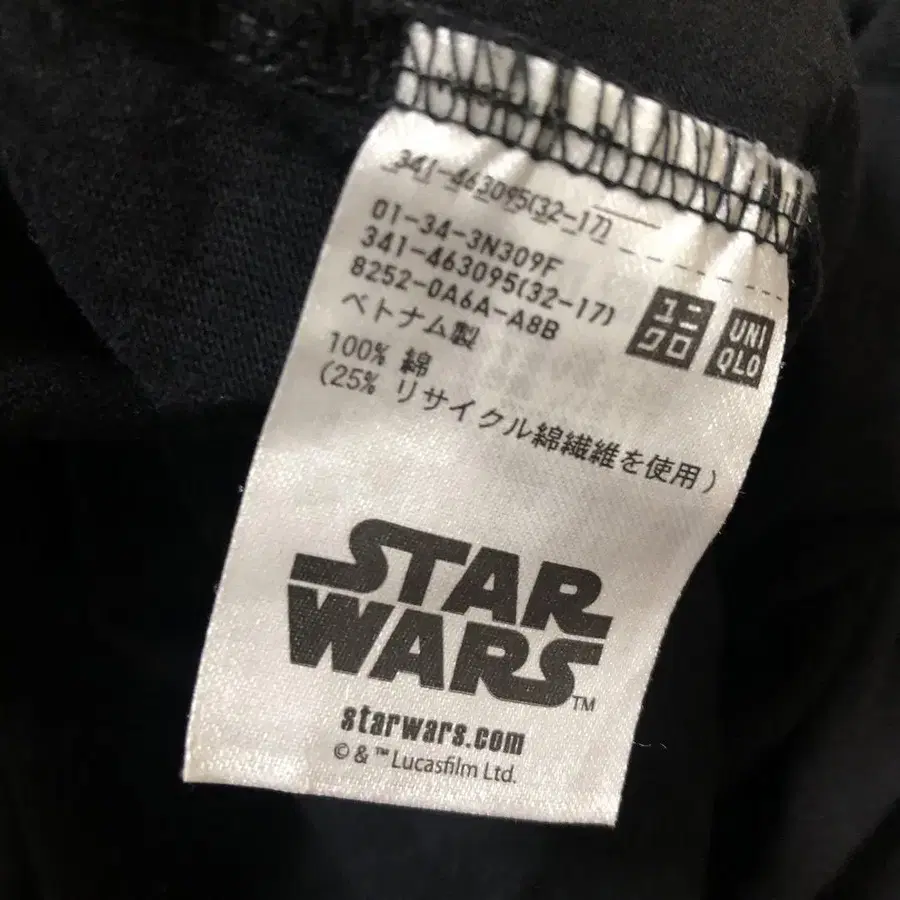 341-463095(32-17)
01-34-3N309F
341-463095(32-17)
8252-0A6A-A8B
ベトナム製
100% 綿
(25% リサイクル綿繊維を使用)
ユニ
クロ
UNI
QLO
STAR
WARS™
starwars.com
© & ™ Lucasfilm Ltd.